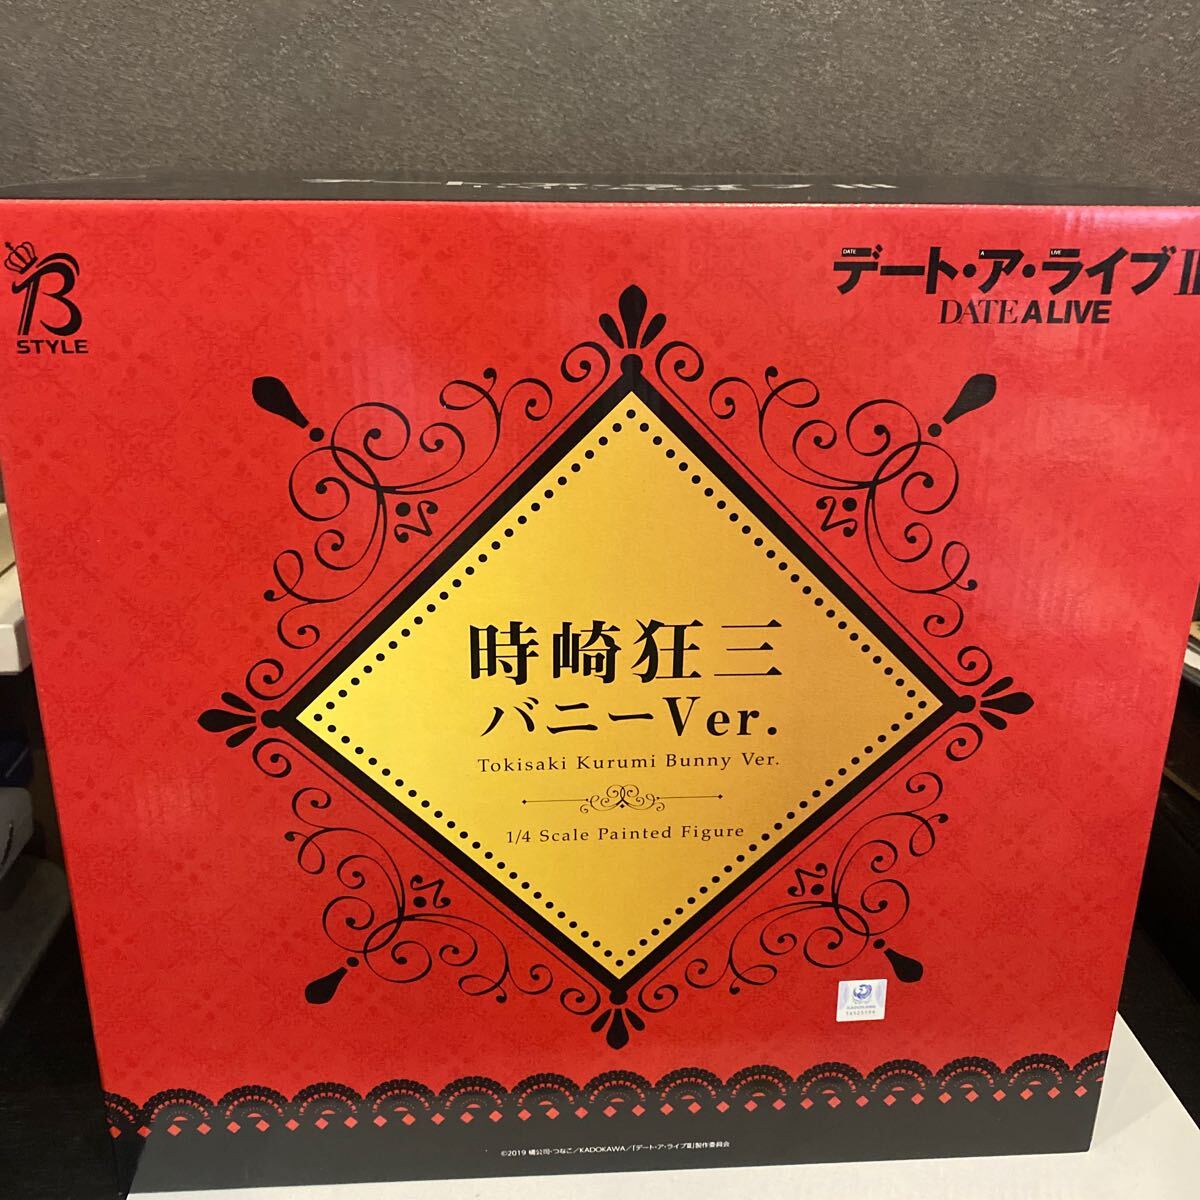 B
STYLE
DATE A LIVE
デート・ア・ライブIII
DATE A LIVE
時崎狂三
バニーVer.
Tokisaki Kurumi Bunny Ver.
1/4 Scale Painted Figure
KADOKAWA
©2019 橘公司・つなこ/KADOKAWA/「デート・ア・ライブⅢ」製作委員会